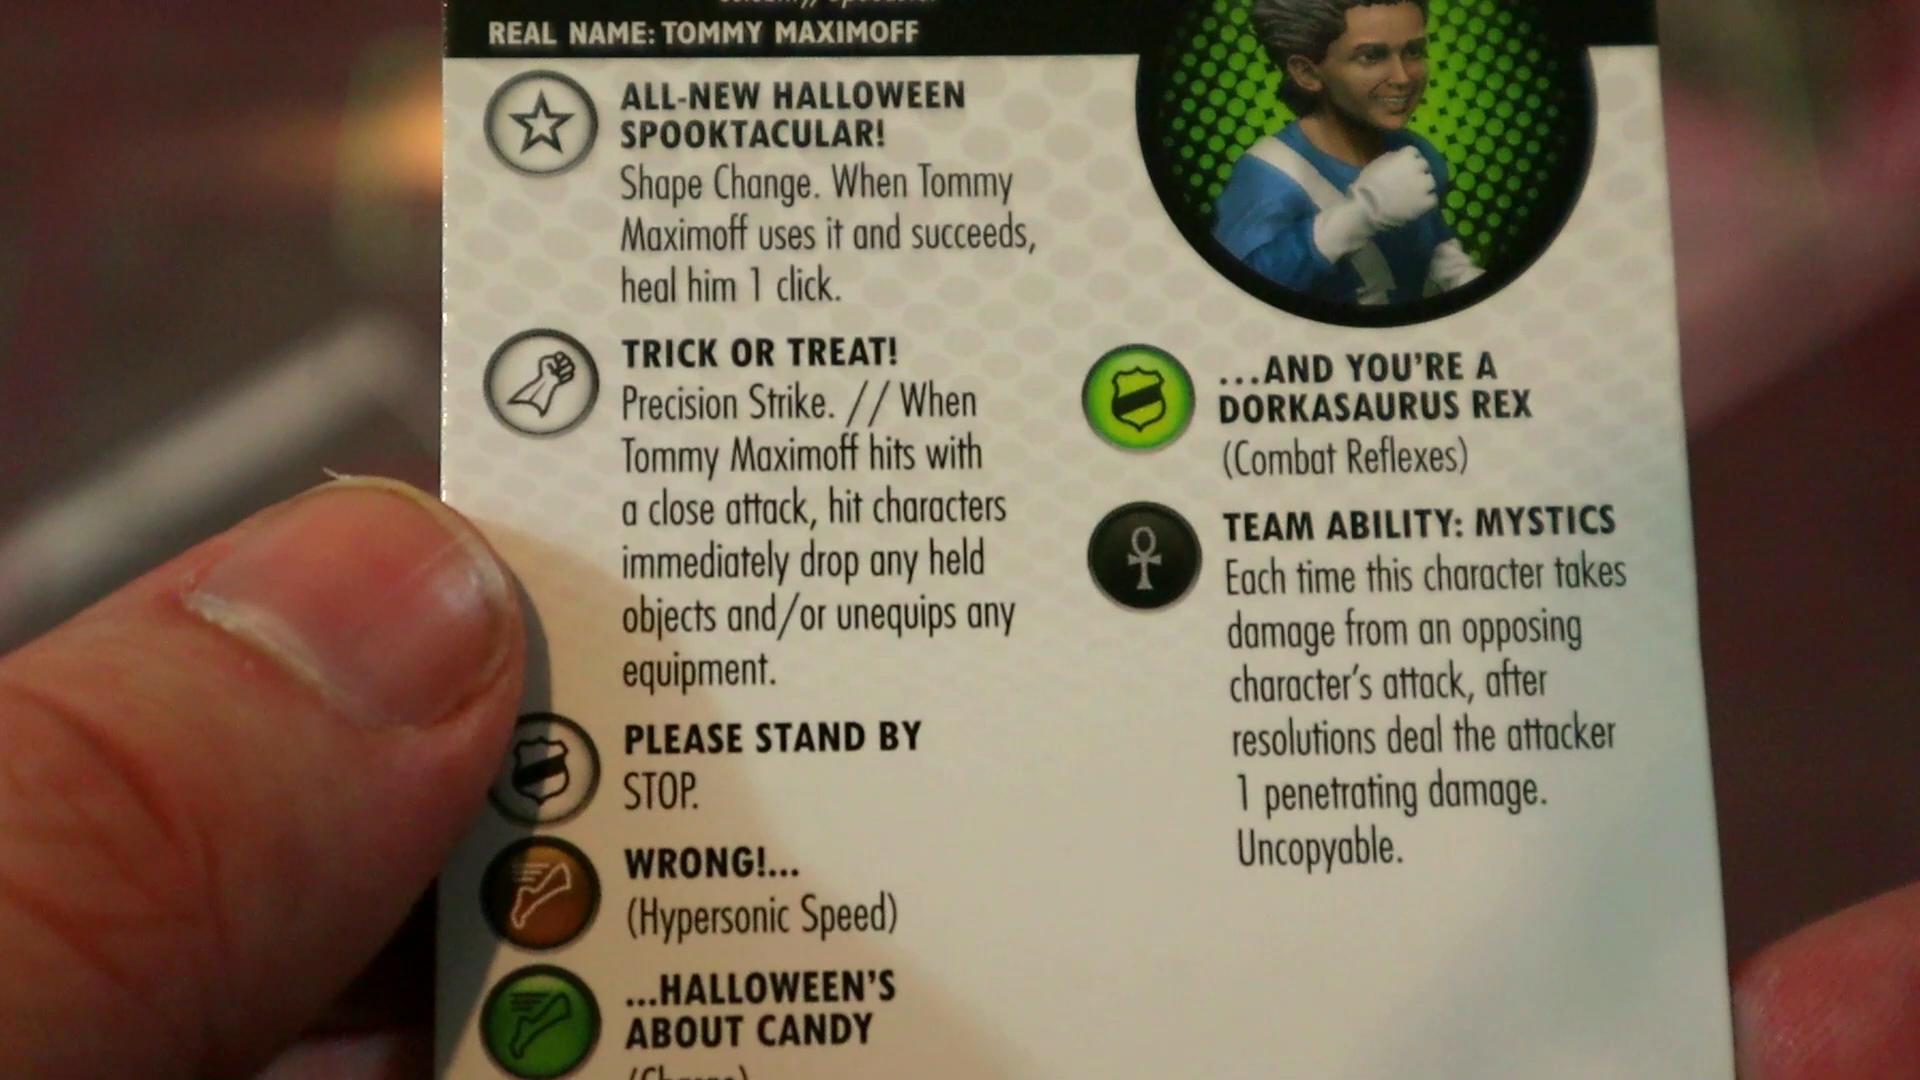 REAL NAME: TOMMY MAXIMOFF
ALL-NEW HALLOWEEN
SPOOKTACULAR!
Shape Change. When Tommy
Maximoff uses it and succeeds,
heal him 1 click.
TRICK OR TREAT!
Precision Strike. // When
Tommy Maximoff hits with
a close attack, hit characters
immediately drop any held
objects and/or unequips any
equipment.
PLEASE STAND BY
STOP.
WRONG!...
(Hypersonic Speed)
...HALLOWEEN'S
ABOUT CANDY
(Charge)
...AND YOU'RE A
DORKASAURUS REX
(Combat Reflexes)
TEAM ABILITY: MYSTICS
Each time this character takes
damage from an opposing
character's attack, after
resolutions deal the attacker
1 penetrating damage.
Uncopyable.